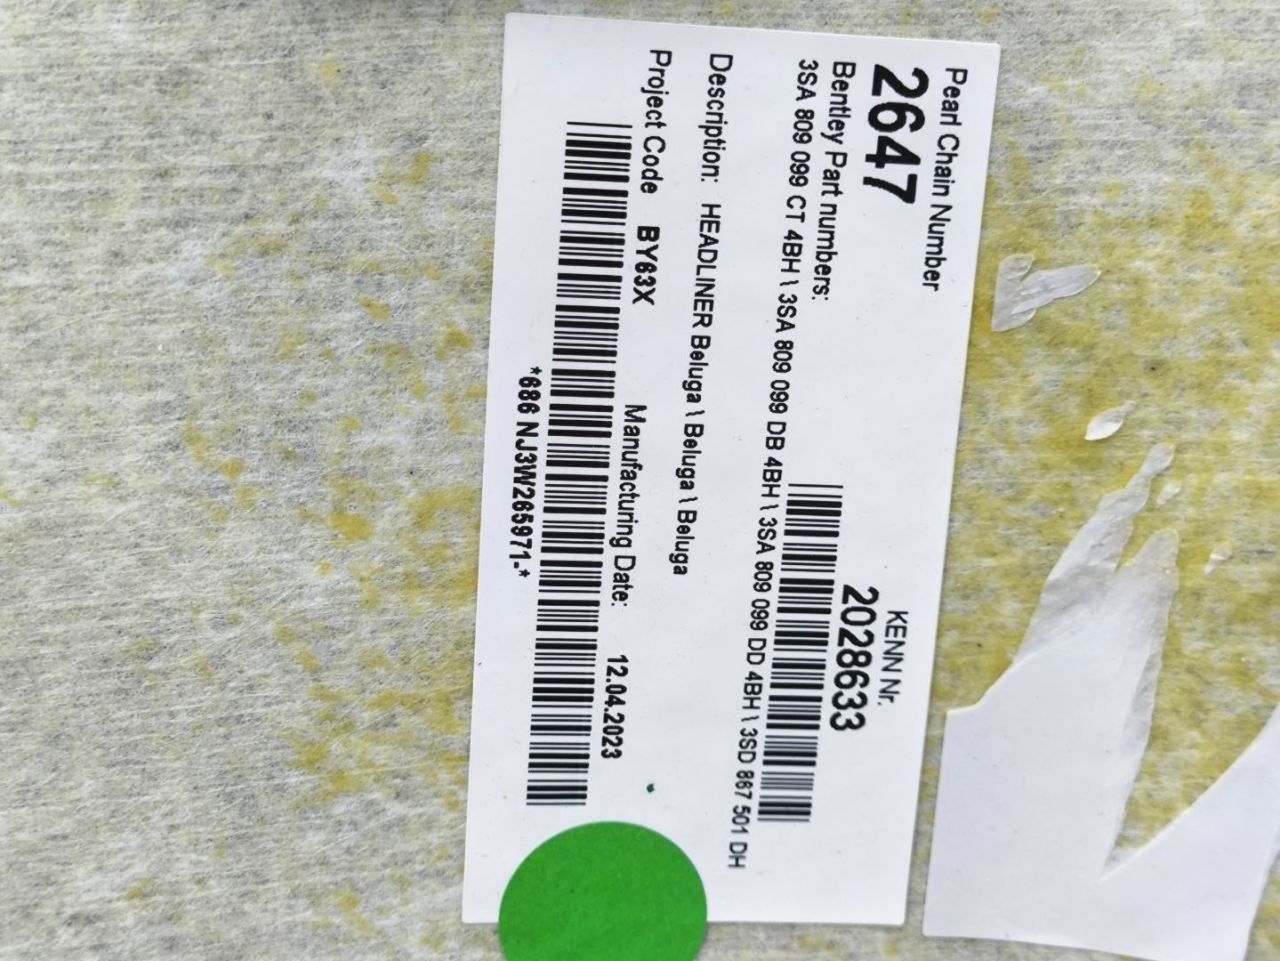 Pearl Chain Number
2647
KENN Nr.
2028633
Bentley Part numbers:
3SA 809 099 CT 4BH \ 3SA 809 099 DB 4BH \ 3SA 809 099 DD 4BH \ 3SD 867 501 DH
Description: HEADLINER Beluga \ Beluga \ Beluga
Project Code BY63X Manufacturing Date: 12.04.2023
*686 NJ3W265971-*